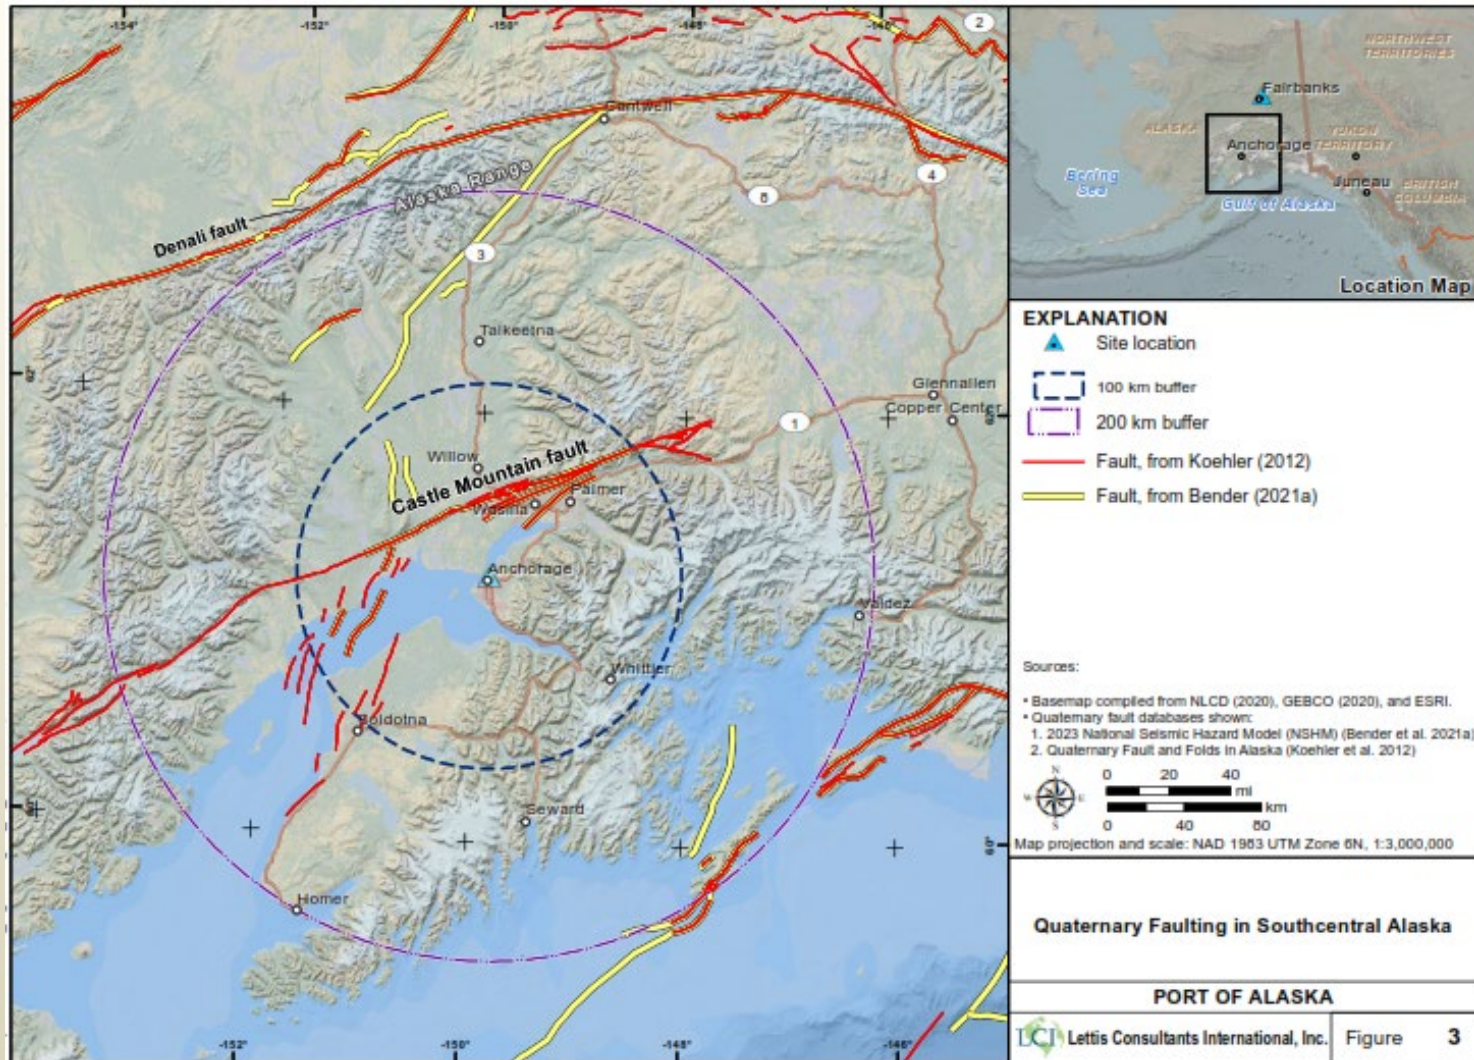 -154°
-152°
-150°
-148°
-146°
2
Cantwell
Alaska Range
8
4
Denali fault
3
Talkeetna
62°
Glennallen
Copper Center
62°
1
Willow
Castle Mountain fault
Palmer
Wasilla
Anchorage
Valdez
Whittler
Soldotna
Seward
60°
Homer
-152°
-150°
-148°
-146°
NORTHWEST
TERRITORIES
Fairbanks
ALASKA
YUKON
TERRITORY
Anchorage
Bering
Sea
Juneau
BRITISH
COLUMBIA
Gulf of Alaska
Location Map
EXPLANATION
Site location
100 km buffer
200 km buffer
Fault, from Koehler (2012)
Fault, from Bender (2021a)
Sources:
* Basemap compiled from NLCD (2020), GEBCO (2020), and ESRI.
* Quaternary fault databases shown:
1. 2023 National Seismic Hazard Model (NSHM) (Bender et al. 2021a)
2. Quaternary Fault and Folds in Alaska (Koehler et al. 2012)
N
W
E
S
0 20 40
mi
km
0 40 80
Map projection and scale: NAD 1983 UTM Zone 6N, 1:3,000,000
Quaternary Faulting in Southcentral Alaska
PORT OF ALASKA
LCI Lettis Consultants International, Inc.
Figure 3